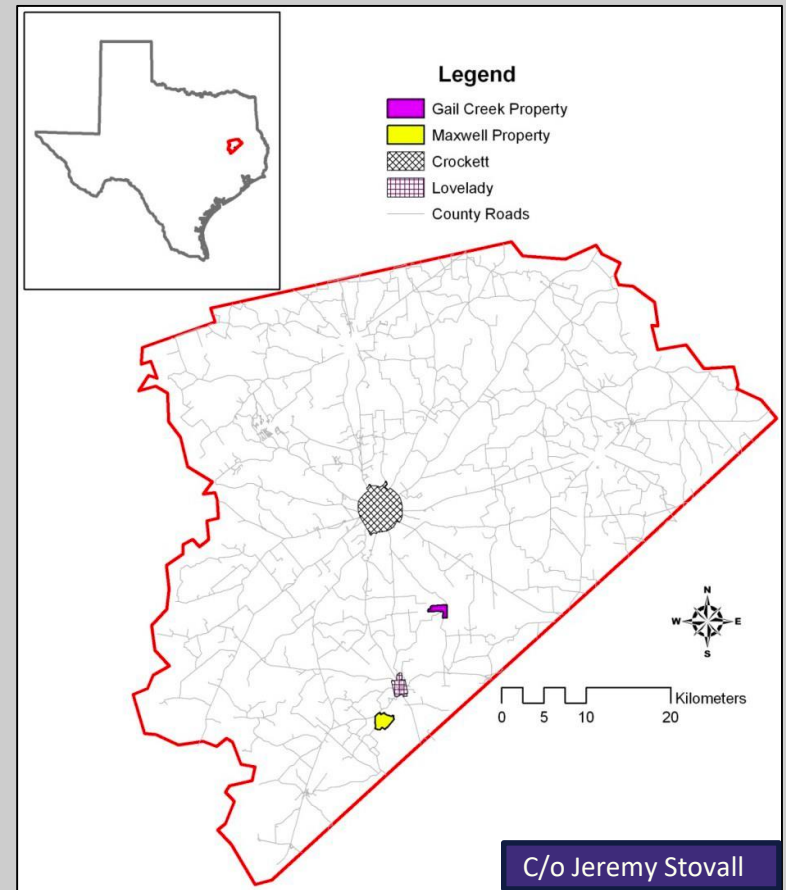 Legend
Gail Creek Property
Maxwell Property
Crockett
Lovelady
County Roads
N
W E
S
Kilometers
0 5 10 20
C/o Jeremy Stovall